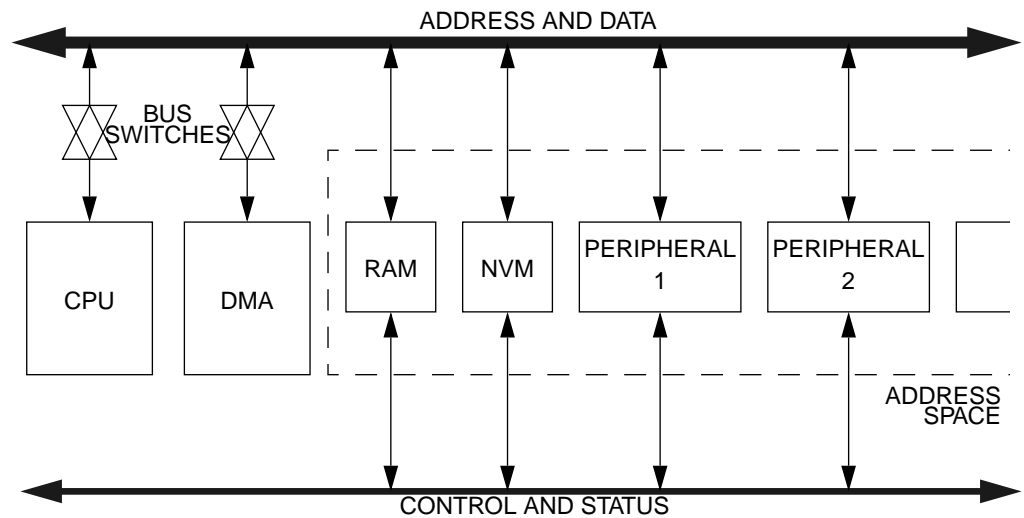 ADDRESS AND DATA
BUS
SWITCHES
CPU
DMA
RAM
NVM
PERIPHERAL
1
PERIPHERAL
2
ADDRESS
SPACE
CONTROL AND STATUS